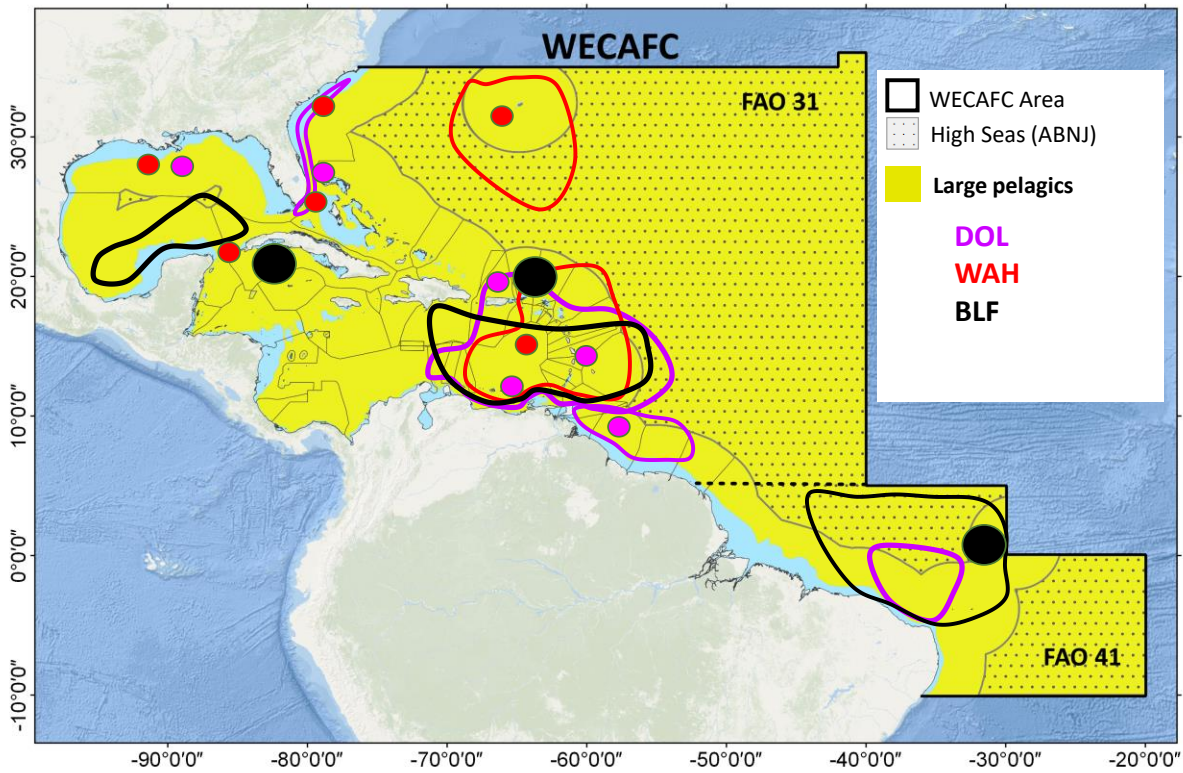 WECAFC
FAO 31
WECAFC Area
High Seas (ABNJ)
Large pelagics
DOL
WAH
BLF
FAO 41
30°0'0"
20°0'0"
10°0'0"
0°0'0"
-10°0'0"
-90°0'0"
-80°0'0"
-70°0'0"
-60°0'0"
-50°0'0"
-40°0'0"
-30°0'0"
-20°0'0"